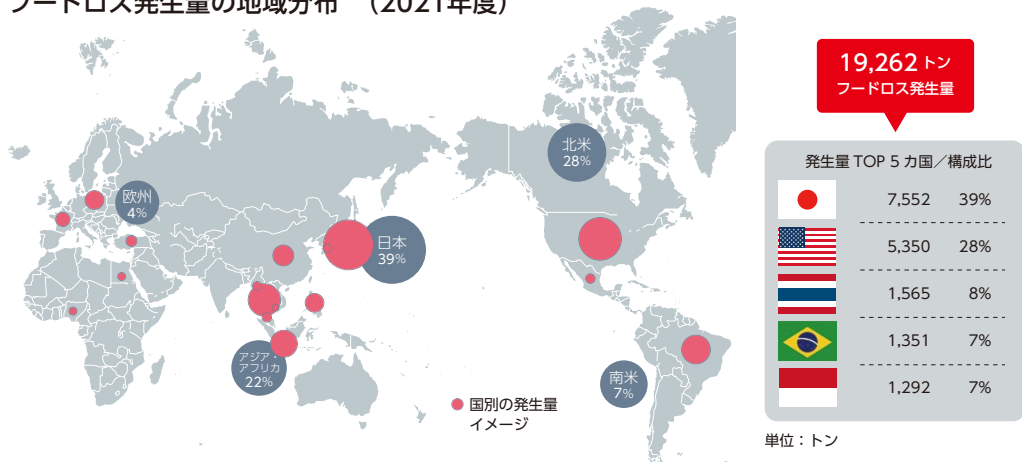 フードロス発生量の地域分布 （2021年度）
19,262 トン
フードロス発生量
発生量 TOP 5 カ国／構成比
7,552 39%
5,350 28%
1,565 8%
1,351 7%
1,292 7%
単位：トン
欧州
4%
日本
39%
北米
28%
アジア・
アフリカ
22%
南米
7%
国別の発生量
イメージ